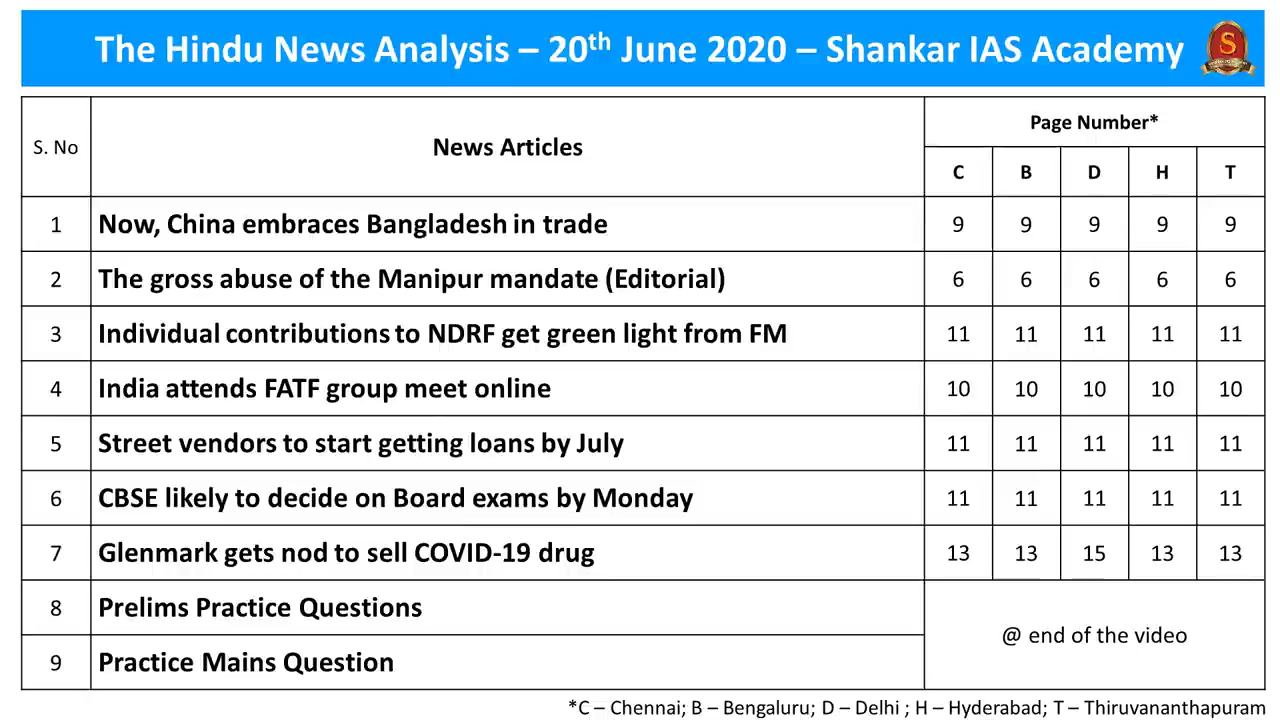 The Hindu News Analysis – 20th June 2020 – Shankar IAS Academy
S
S. No News Articles Page Number*
C B D H T
1 Now, China embraces Bangladesh in trade 9 9 9 9 9
2 The gross abuse of the Manipur mandate (Editorial) 6 6 6 6 6
3 Individual contributions to NDRF get green light from FM 11 11 11 11 11
4 India attends FATF group meet online 10 10 10 10 10
5 Street vendors to start getting loans by July 11 11 11 11 11
6 CBSE likely to decide on Board exams by Monday 11 11 11 11 11
7 Glenmark gets nod to sell COVID-19 drug 13 13 15 13 13
8 Prelims Practice Questions
@ end of the video
9 Practice Mains Question
*C – Chennai; B – Bengaluru; D – Delhi ; H – Hyderabad; T – Thiruvananthapuram